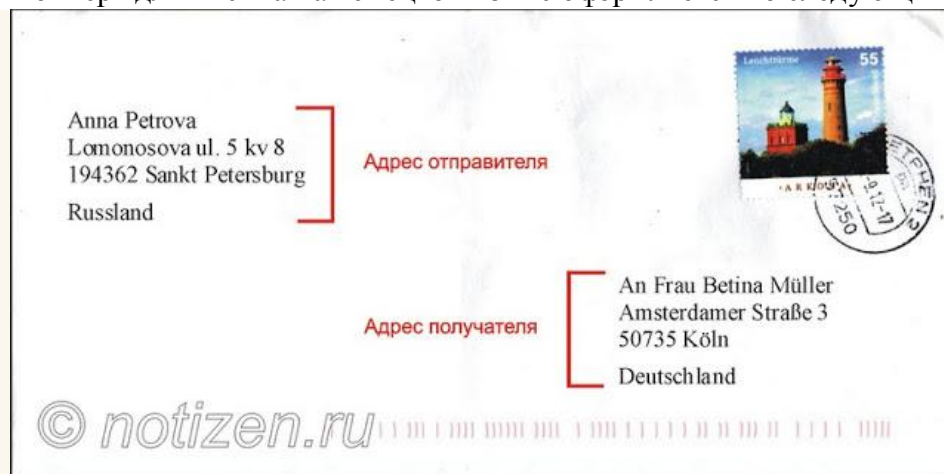 Leuchttürme 55
Anna Petrova
Lomonosova ul. 5 kv 8
194362 Sankt Petersburg
Russland
Адрес отправителя
ARKONA
An Frau Betina Müller
Amsterdamer Straße 3
50735 Köln
Deutschland
Адрес получателя
© notizen.ru